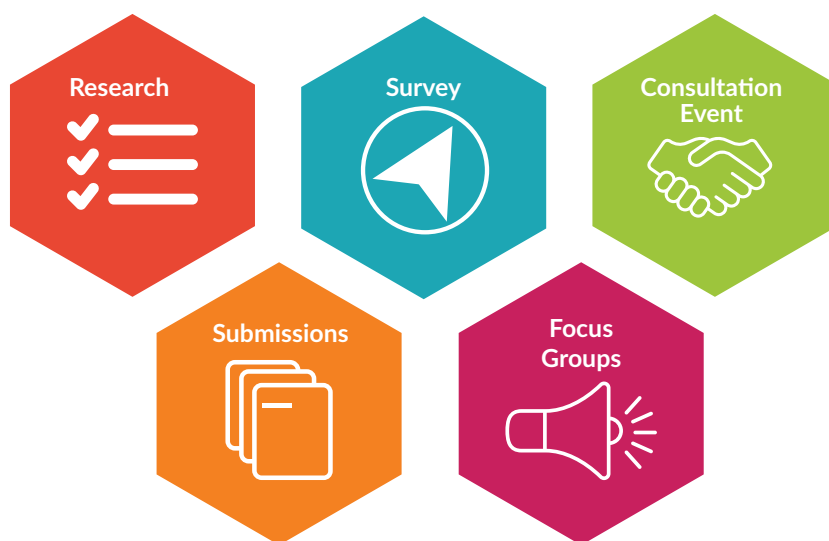 Research
Survey
Consultation
Event
Submissions
Focus
Groups